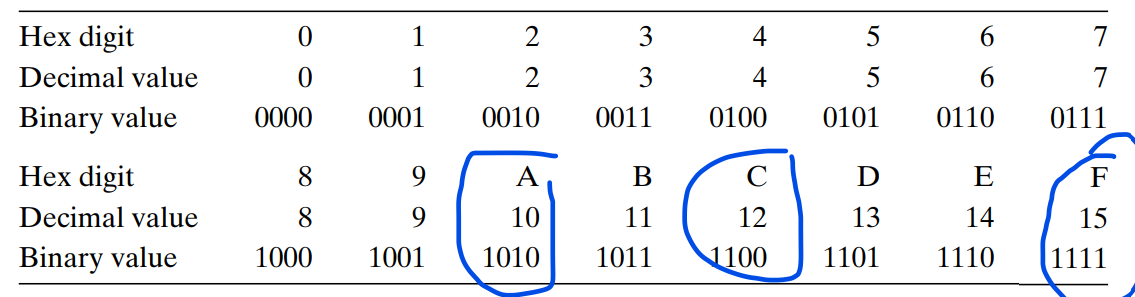 Hex digit 0 1 2 3 4 5 6 7
Decimal value 0 1 2 3 4 5 6 7
Binary value 0000 0001 0010 0011 0100 0101 0110 0111
Hex digit 8 9 A B C D E F
Decimal value 8 9 10 11 12 13 14 15
Binary value 1000 1001 1010 1011 1100 1101 1110 1111